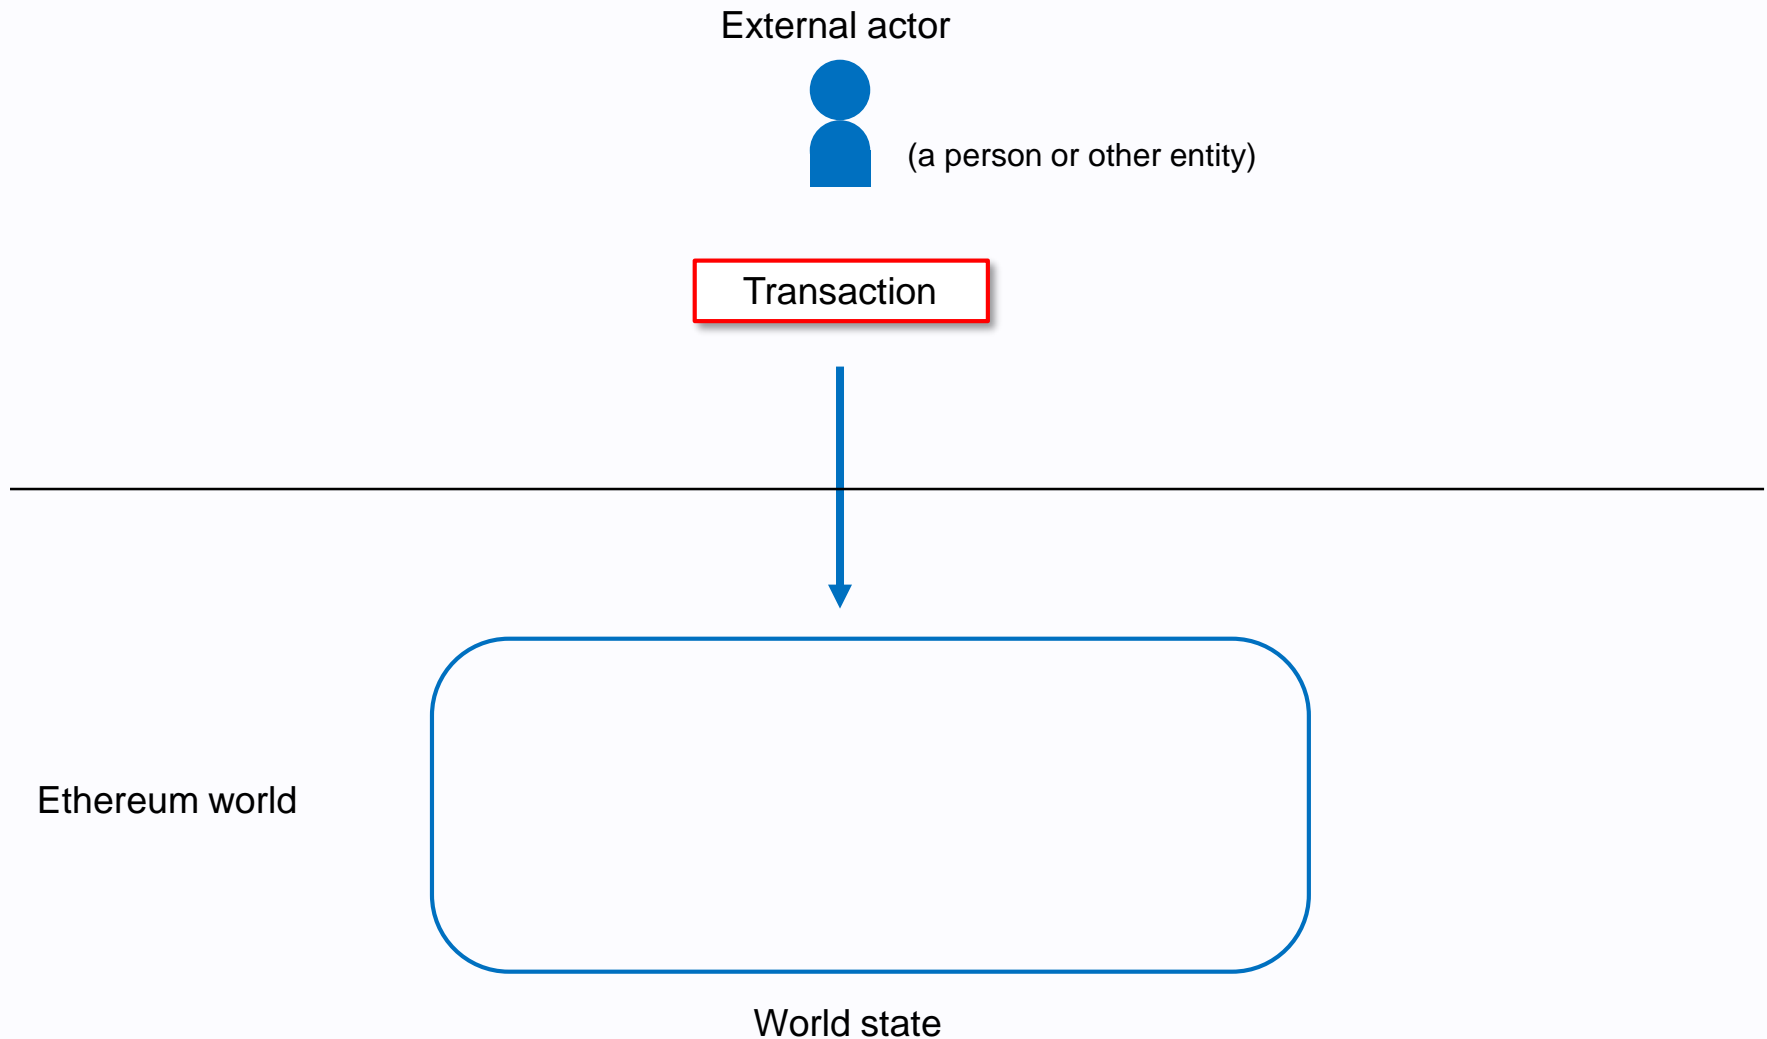 External actor
(a person or other entity)
Transaction
Ethereum world
World state